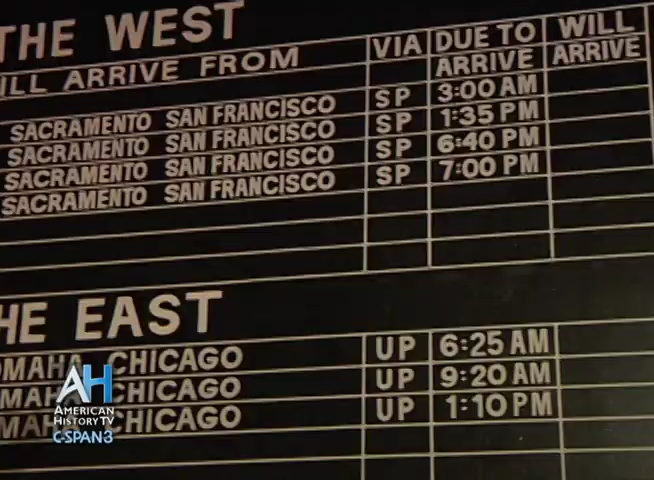 THE WEST
ILL ARRIVE FROM VIA DUE TO ARRIVE WILL ARRIVE
SACRAMENTO SAN FRANCISCO SP 3:00 AM
SACRAMENTO SAN FRANCISCO SP 1:35 PM
SACRAMENTO SAN FRANCISCO SP 6:40 PM
SACRAMENTO SAN FRANCISCO SP 7:00 PM
HE EAST
OMAHA CHICAGO UP 6:25 AM
OMAHA CHICAGO UP 9:20 AM
OMAHA CHICAGO UP 1:10 PM
AH
AMERICAN
HISTORY TV
C-SPAN3